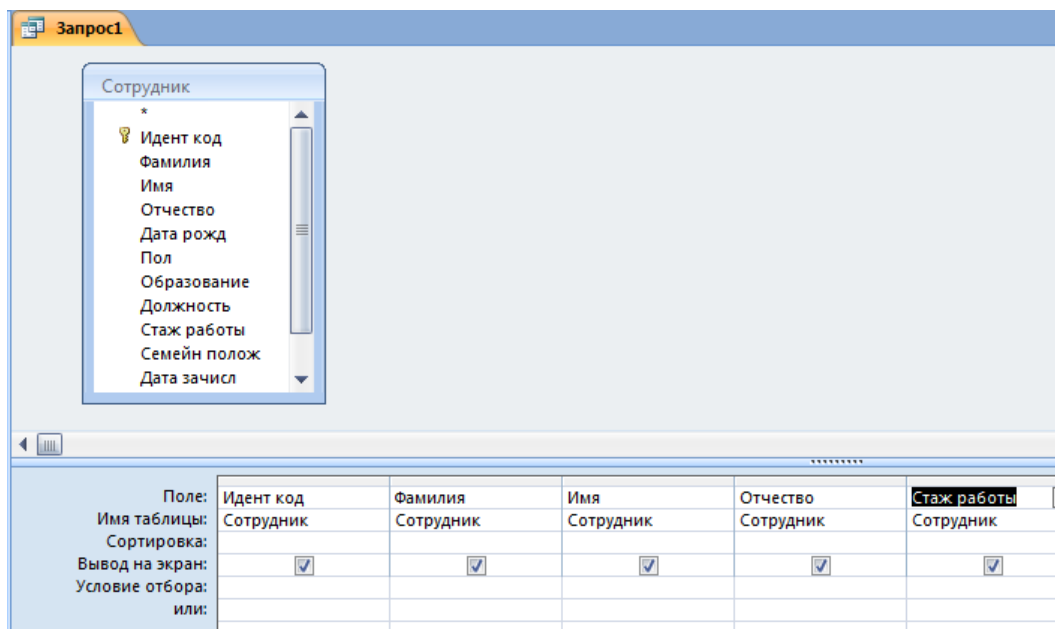 Запрос1
Сотрудник
*
Идент код
Фамилия
Имя
Отчество
Дата рожд
Пол
Образование
Должность
Стаж работы
Семейн полож
Дата зачисл
Поле: Идент код Фамилия Имя Отчество Стаж работы
Имя таблицы: Сотрудник Сотрудник Сотрудник Сотрудник Сотрудник
Сортировка:
Вывод на экран:
Условие отбора:
или: